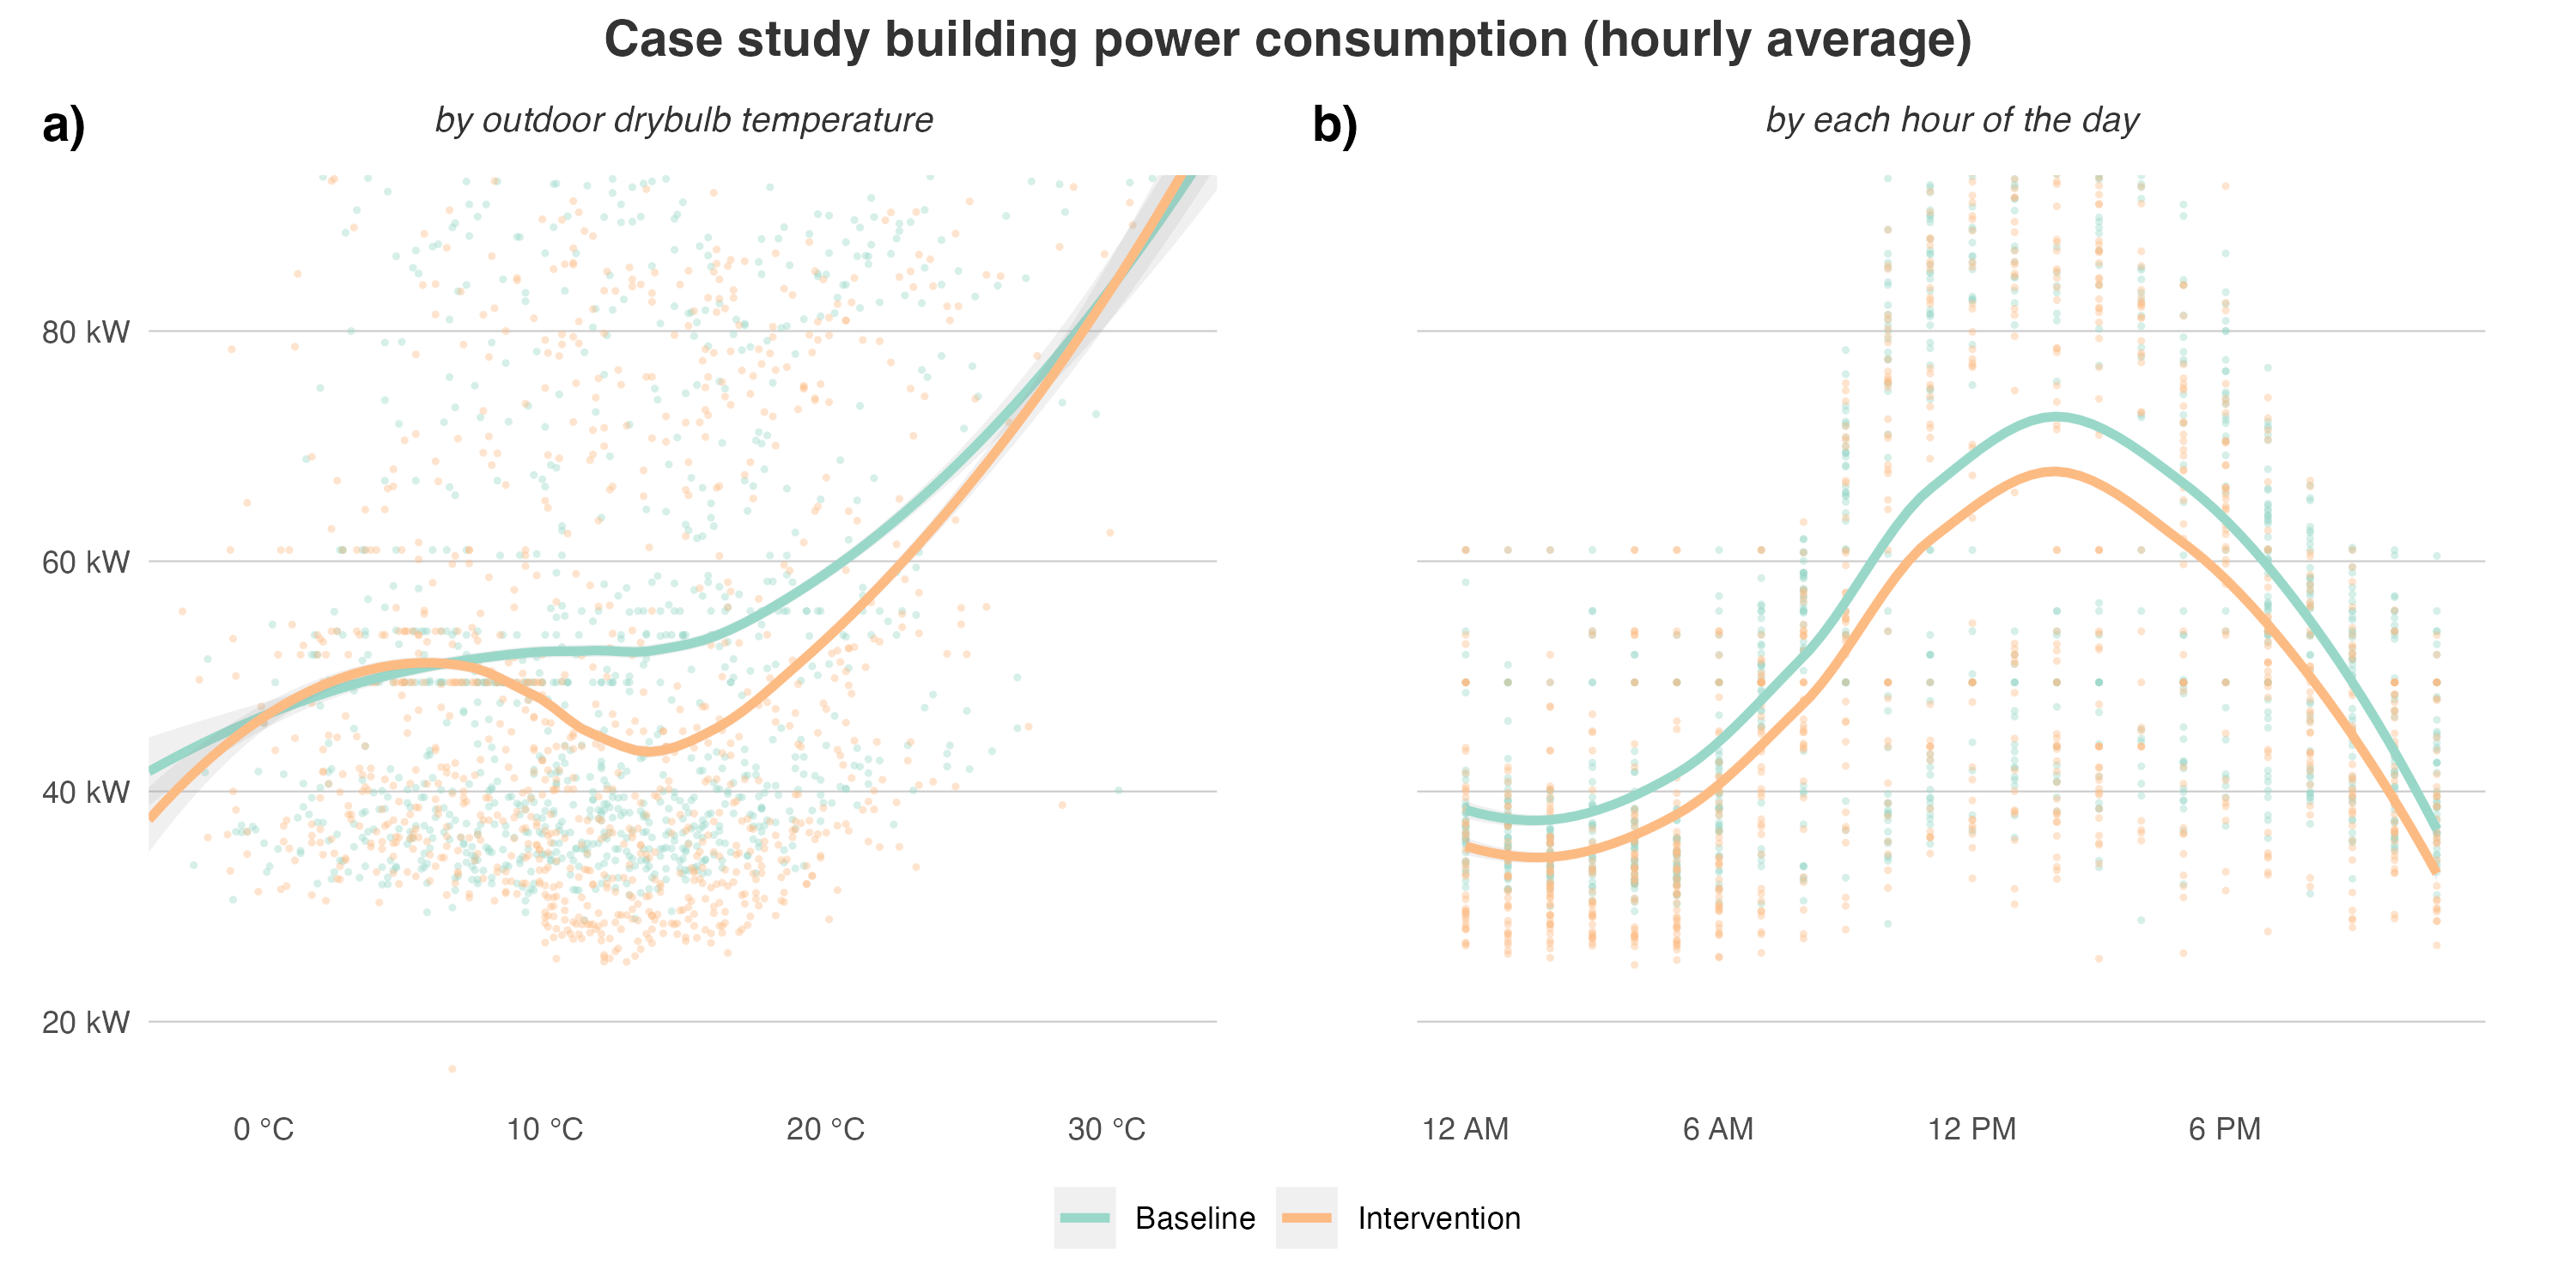 Case study building power consumption (hourly average)
a)
by outdoor drybulb temperature
80 kW
60 kW
40 kW
20 kW
0 °C
10 °C
20 °C
30 °C
b)
by each hour of the day
12 AM
6 AM
12 PM
6 PM
Baseline
Intervention